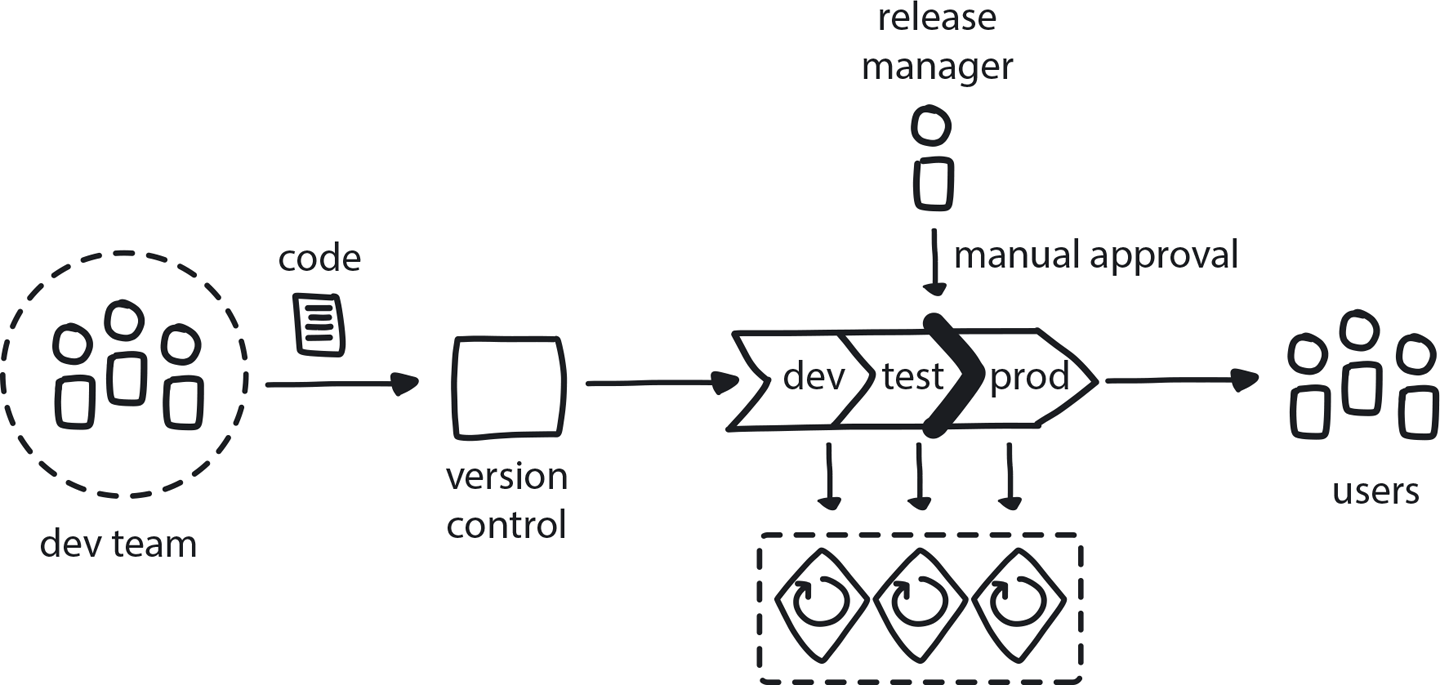 release
manager
code
manual approval
dev
test
prod
version
control
users
dev team